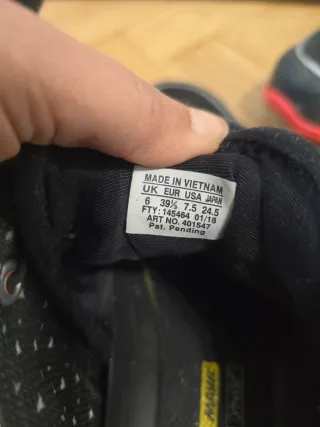 MADE IN VIETNAM
UK EUR USA JAPAN
6 39⅓ 7.5 24.5
FTY: 145464 01/18
ART NO. 401547
Pat. Pending